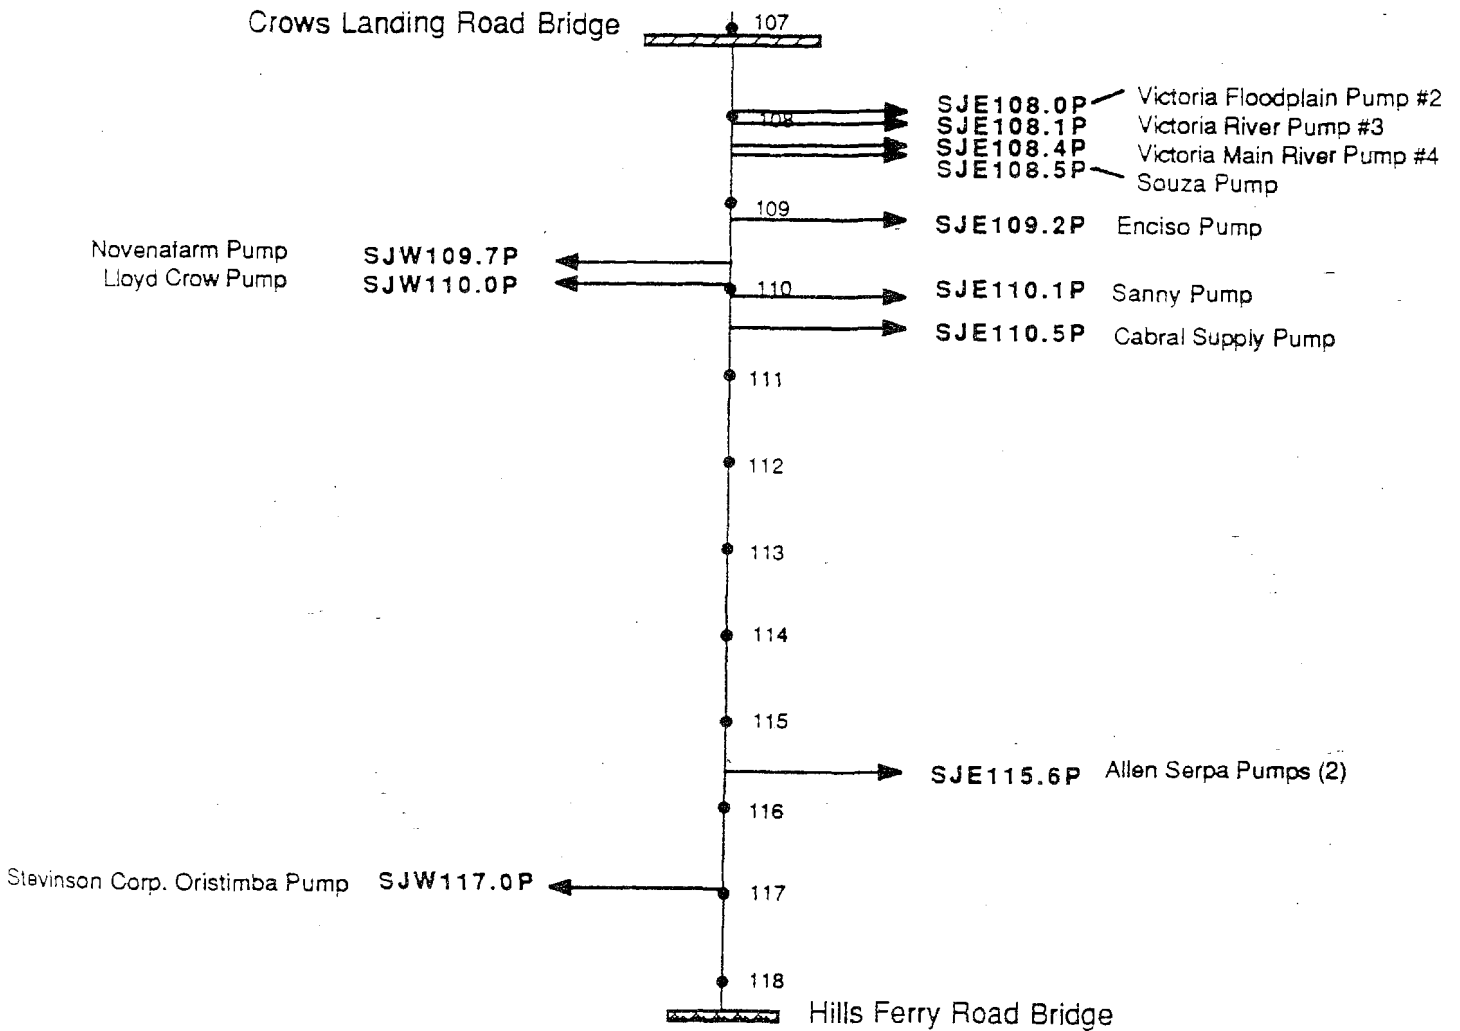 Crows Landing Road Bridge
107
SJE108.0P Victoria Floodplain Pump #2
108
SJE108.1P Victoria River Pump #3
SJE108.4P Victoria Main River Pump #4
SJE108.5P Souza Pump
109
SJE109.2P Enciso Pump
Novenafarm Pump SJW109.7P
Lloyd Crow Pump SJW110.0P
110
SJE110.1P Sanny Pump
SJE110.5P Cabral Supply Pump
111
112
113
114
115
SJE115.6P Allen Serpa Pumps (2)
116
Stevinson Corp. Oristimba Pump SJW117.0P
117
118
Hills Ferry Road Bridge